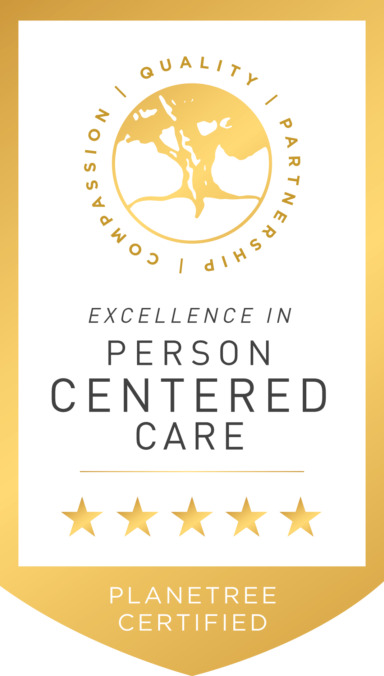 COMPASSION | QUALITY | PARTNERSHIP |
EXCELLENCE IN
PERSON
CENTERED
CARE
PLANETREE
CERTIFIED